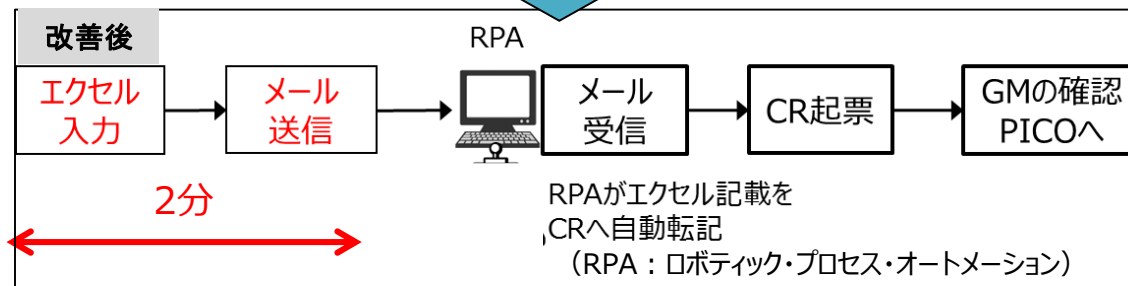 改善後
RPA
エクセル
入力
メール
送信
メール
受信
CR起票
GMの確認
PICOへ
2分
RPAがエクセル記載を
CRへ自動転記
（RPA：ロボティック・プロセス・オートメーション）